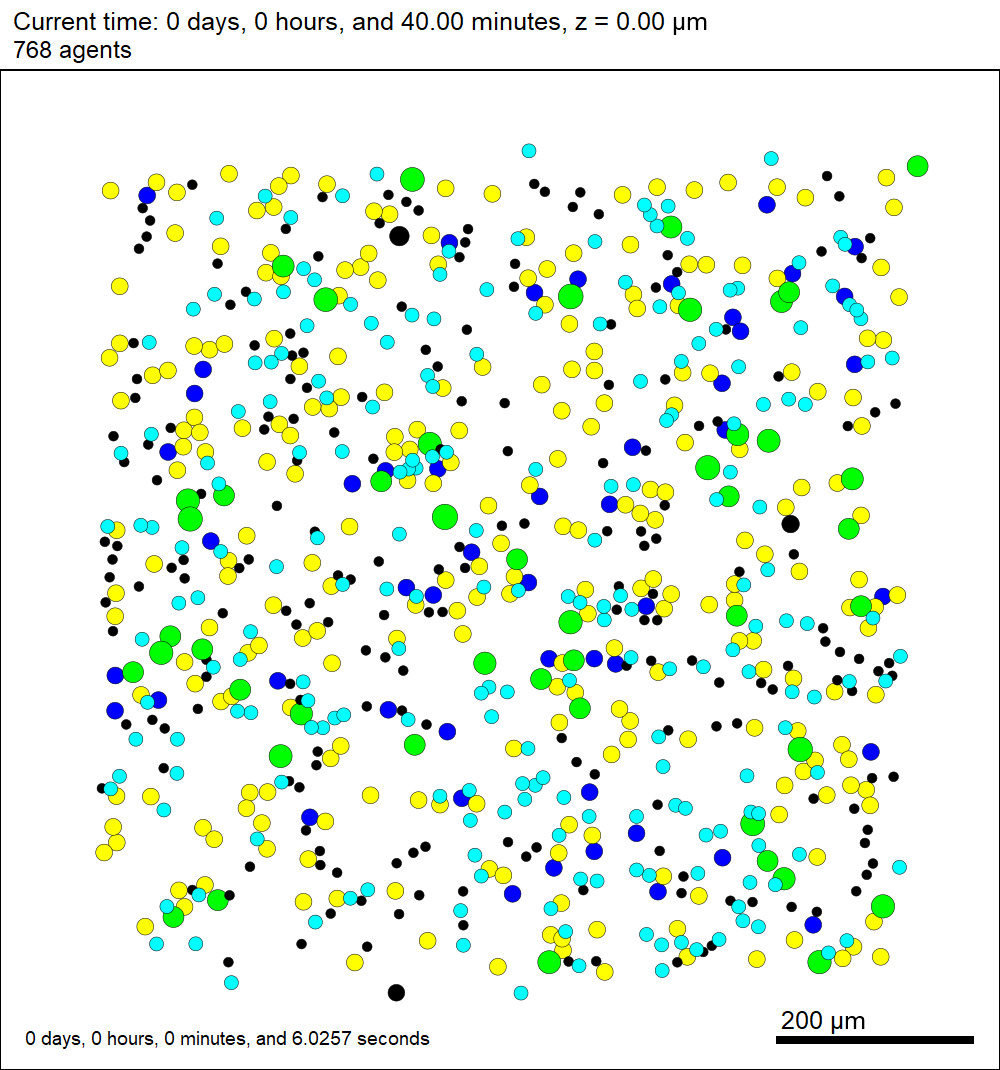 Current time: 0 days, 0 hours, and 40.00 minutes, z = 0.00 μm
768 agents
200 μm
0 days, 0 hours, 0 minutes, and 6.0257 seconds